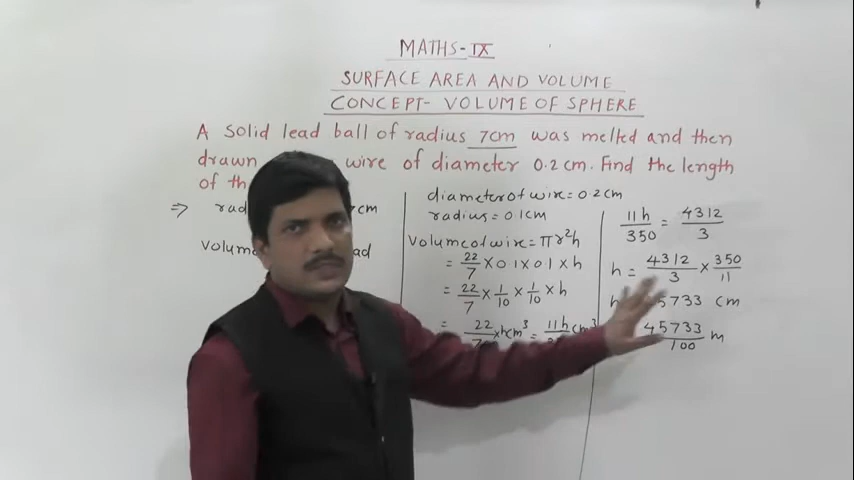 MATHS-IX
SURFACE AREA AND VOLUME
CONCEPT- VOLUME OF SPHERE
A solid lead ball of radius 7cm was melted and then
drawn wire of diameter 0.2 cm. Find the length
of
⇒ cm
diameter of wire = 0.2cm
radius = 0.1cm
Volume of wire = πr²h
= 22/7 × 0.1 × 0.1 × h
= 22/7 × 1/10 × 1/10 × h
11h/350 = 4312/3
h = 4312/3 × 350/11
5733 cm
45733/100 m